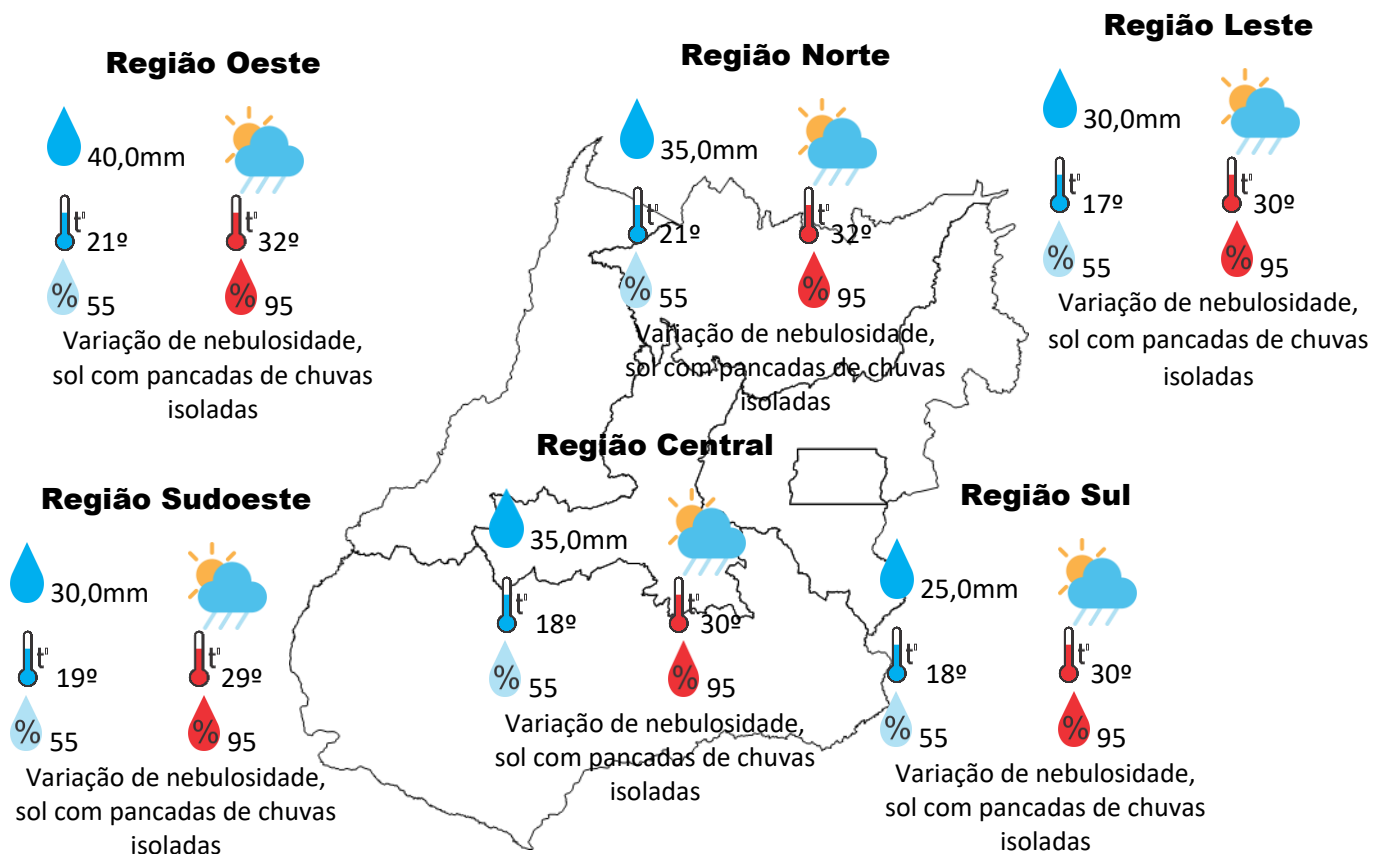 Região Oeste
40,0mm
t°
21º
t°
32º
% 55
% 95
Variação de nebulosidade,
sol com pancadas de chuvas
isoladas
Região Norte
35,0mm
t°
21º
t°
32º
% 55
% 95
Variação de nebulosidade,
sol com pancadas de chuvas
isoladas
Região Leste
30,0mm
t°
17º
t°
30º
% 55
% 95
Variação de nebulosidade,
sol com pancadas de chuvas
isoladas
Região Sudoeste
30,0mm
t°
19º
t°
29º
% 55
% 95
Variação de nebulosidade,
sol com pancadas de chuvas
isoladas
Região Central
35,0mm
t°
18º
t°
30º
% 55
% 95
Variação de nebulosidade,
sol com pancadas de chuvas
isoladas
Região Sul
25,0mm
t°
18º
t°
30º
% 55
% 95
Variação de nebulosidade,
sol com pancadas de chuvas
isoladas